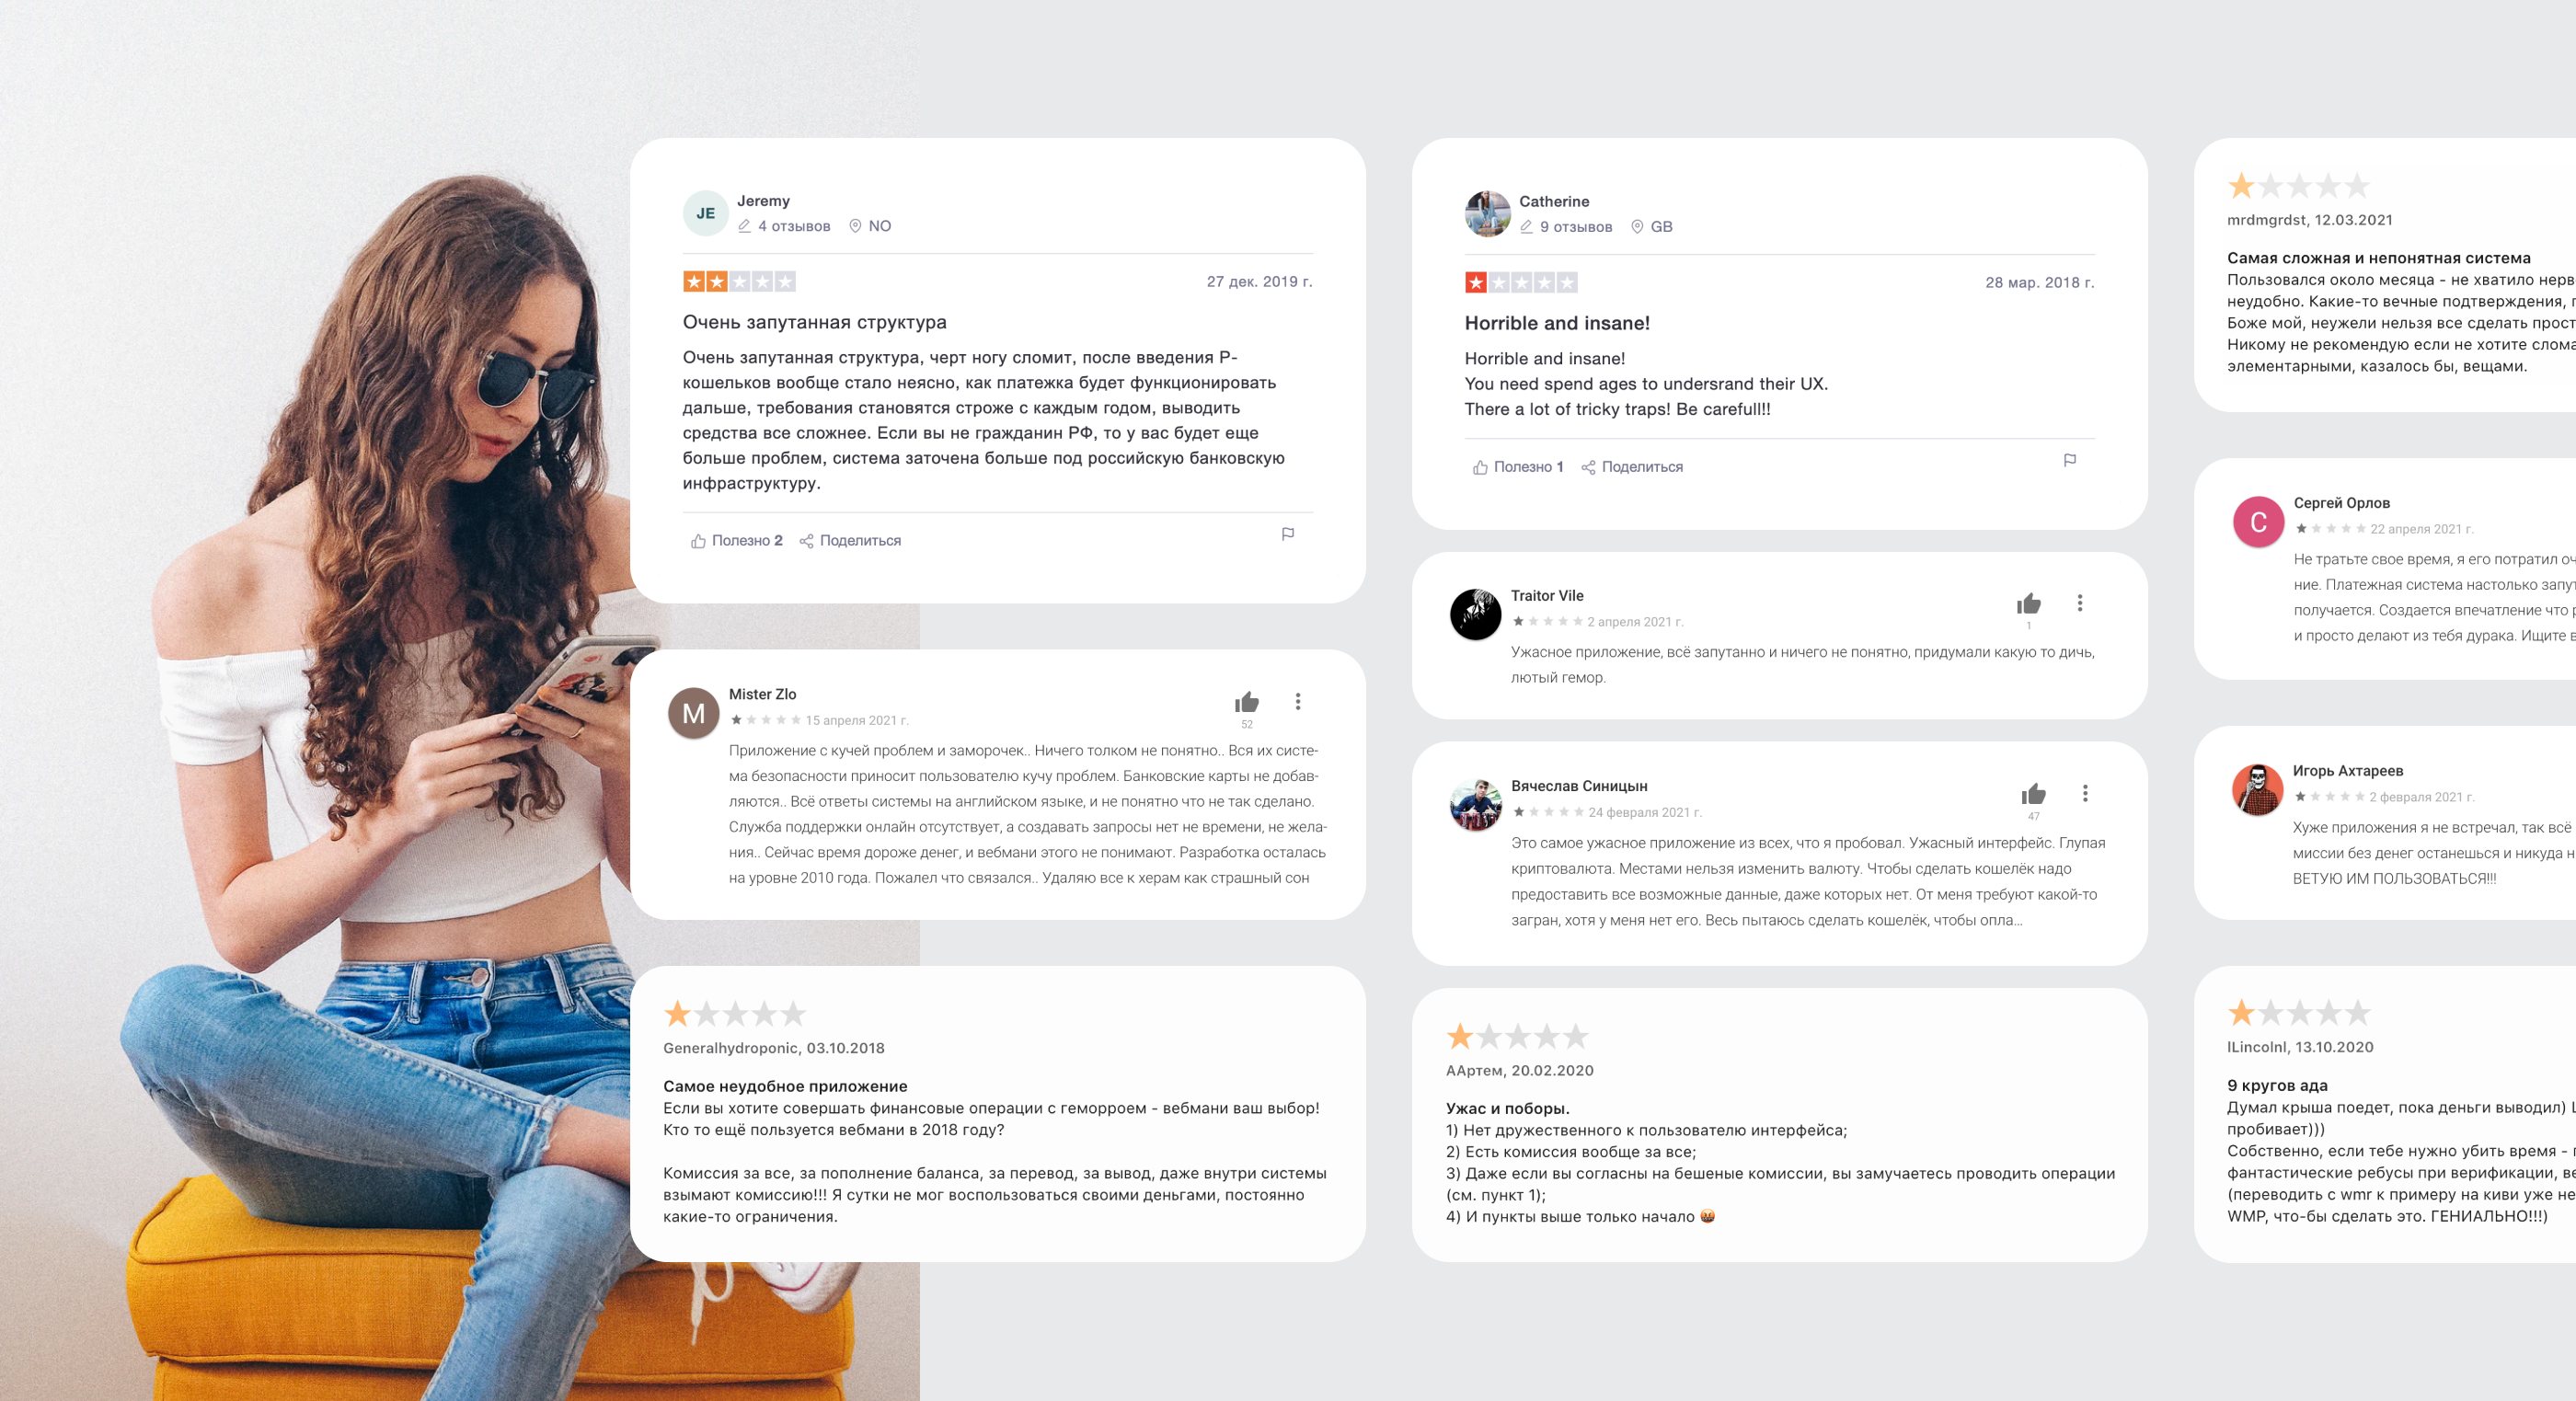 JE
Jeremy
4 отзывов NO
27 дек. 2019 г.
Очень запутанная структура
Очень запутанная структура, черт ногу сломит, после введения Р-
кошельков вообще стало неясно, как платежка будет функционировать
дальше, требования становятся строже с каждым годом, выводить
средства все сложнее. Если вы не гражданин РФ, то у вас будет еще
больше проблем, система заточена больше под российскую банковскую
инфраструктуру.
Полезно 2 Поделиться
M
Mister Zlo
15 апреля 2021 г.
52
Приложение с кучей проблем и заморочек.. Ничего толком не понятно.. Вся их систе-
ма безопасности приносит пользователю кучу проблем. Банковские карты не добав-
ляются.. Всё ответы системы на английском языке, и не понятно что не так сделано.
Служба поддержки онлайн отсутствует, а создавать запросы нет не времени, не жела-
ния.. Сейчас время дороже денег, и вебмани этого не понимают. Разработка осталась
на уровне 2010 года. Пожалел что связался.. Удаляю все к херам как страшный сон
Generalhydroponic, 03.10.2018
Самое неудобное приложение
Если вы хотите совершать финансовые операции с геморроем - вебмани ваш выбор!
Кто то ещё пользуется вебмани в 2018 году?
Комиссия за все, за пополнение баланса, за перевод, за вывод, даже внутри системы
взымают комиссию!!! Я сутки не мог воспользоваться своими деньгами, постоянно
какие-то ограничения.
Catherine
9 отзывов GB
28 мар. 2018 г.
Horrible and insane!
Horrible and insane!
You need spend ages to undersrand their UX.
There a lot of tricky traps! Be carefull!!
Полезно 1 Поделиться
Traitor Vile
2 апреля 2021 г.
1
Ужасное приложение, всё запутанно и ничего не понятно, придумали какую то дичь,
лютый гемор.
Вячеслав Синицын
24 февраля 2021 г.
47
Это самое ужасное приложение из всех, что я пробовал. Ужасный интерфейс. Глупая
криптовалюта. Местами нельзя изменить валюту. Чтобы сделать кошелёк надо
предоставить все возможные данные, даже которых нет. От меня требуют какой-то
загран, хотя у меня нет его. Весь пытаюсь сделать кошелёк, чтобы опла...
ААртем, 20.02.2020
Ужас и поборы.
1) Нет дружественного к пользователю интерфейса;
2) Есть комиссия вообще за все;
3) Даже если вы согласны на бешеные комиссии, вы замучаетесь проводить операции
(см. пункт 1);
4) И пункты выше только начало 🤬
mrdmgrdst, 12.03.2021
Самая сложная и непонятная система
Пользовался около месяца - не хватило нерв
неудобно. Какие-то вечные подтверждения,
Боже мой, неужели нельзя все сделать прост
Никому не рекомендую если не хотите слома
элементарными, казалось бы, вещами.
С
Сергей Орлов
22 апреля 2021 г.
Не тратьте свое время, я его потратил оч
ние. Платежная система настолько запут
получается. Создается впечатление что
и просто делают из тебя дурака. Ищите
Игорь Ахтареев
2 февраля 2021 г.
Хуже приложения я не встречал, так всё
миссии без денег останешься и никуда
ВЕТУЮ ИМ ПОЛЬЗОВАТЬСЯ!!!
lLincolnl, 13.10.2020
9 кругов ада
Думал крыша поедет, пока деньги выводил)
пробивает)))
Собственно, если тебе нужно убить время -
фантастические ребусы при верификации,
(переводить с wmr к примеру на киви уже не
WMP, что-бы сделать это. ГЕНИАЛЬНО!!!)